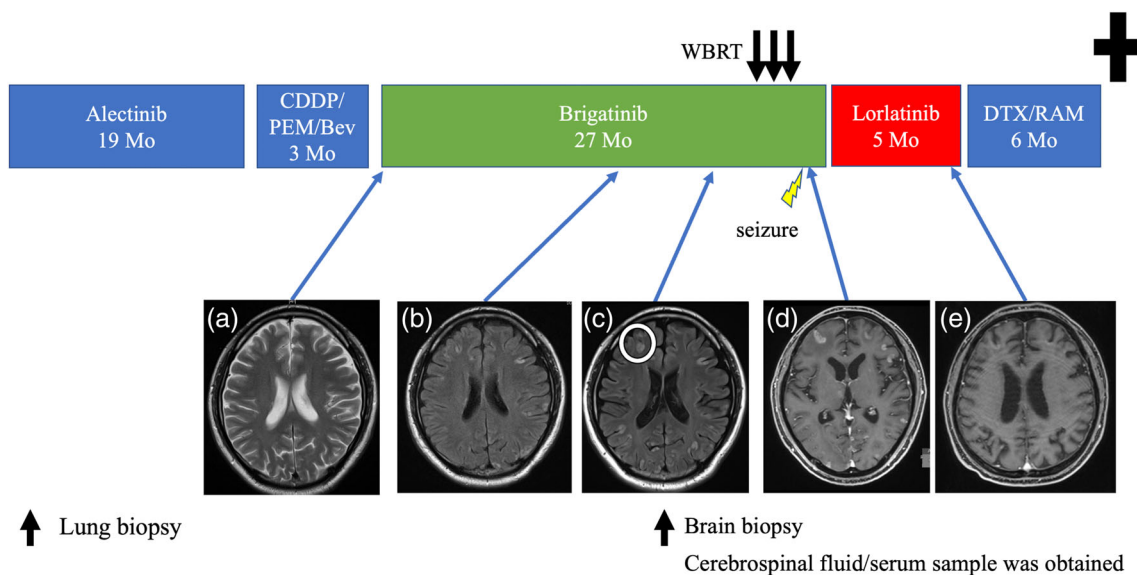 WBRT
Alectinib
19 Mo
CDDP/
PEM/Bev
3 Mo
Brigatinib
27 Mo
Lorlatinib
5 Mo
DTX/RAM
6 Mo
seizure
(a)
(b)
(c)
(d)
(e)
Lung biopsy
Brain biopsy
Cerebrospinal fluid/serum sample was obtained